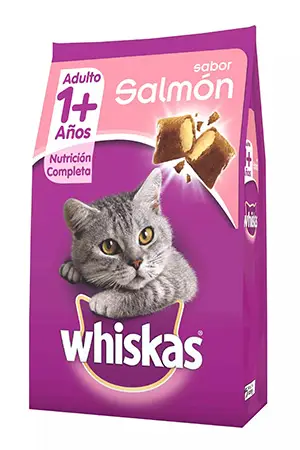 Adulto
1+
Años
Nutrición
Completa
sabor
Salmón
whiskas®